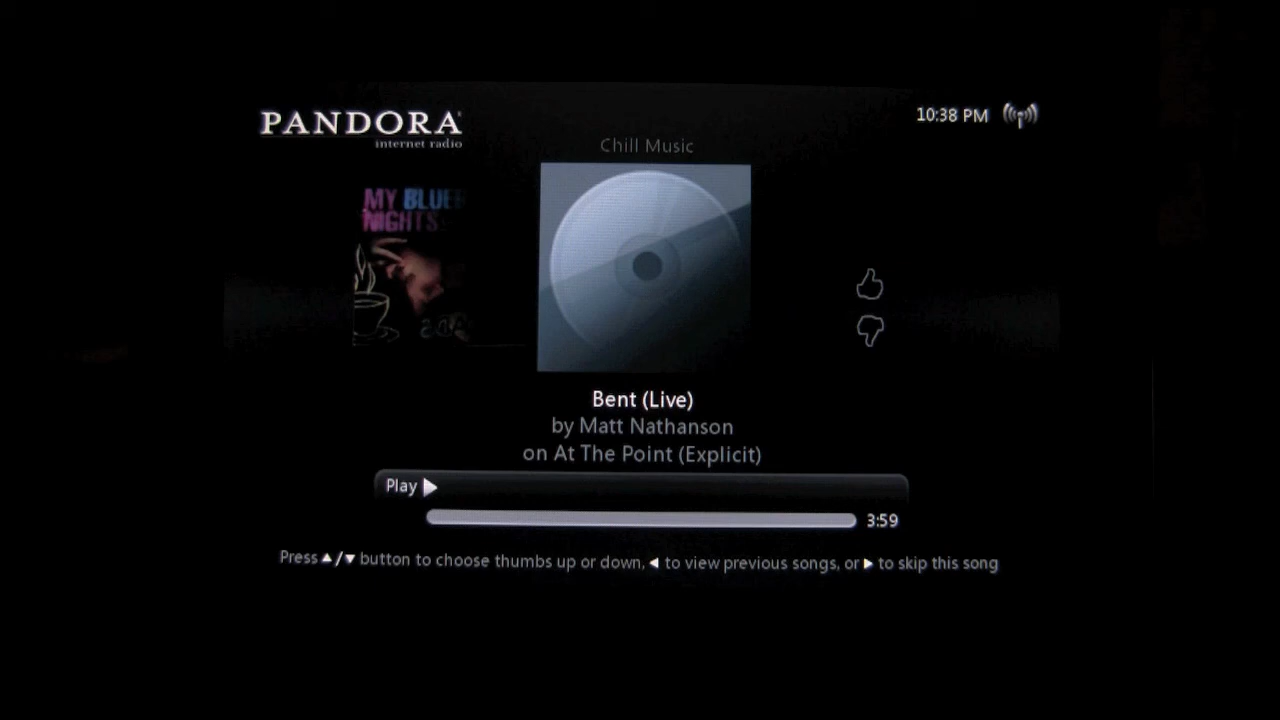 PANDORA
internet radio
10:38 PM
Chill Music
MY BLUE
NIGHTS
Bent (Live)
by Matt Nathanson
on At The Point (Explicit)
Play
3:59
Press ▲/▼ button to choose thumbs up or down, ◀ to view previous songs, or ▶ to skip this song